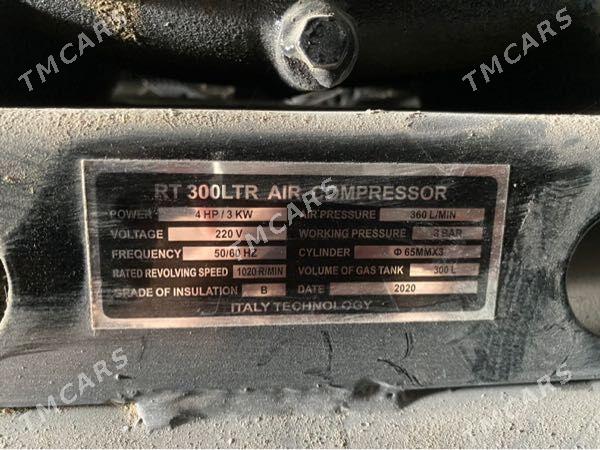 TMCARS
TMCARS
TMCARS
RT 300LTR AIR COMPRESSOR
POWER 4 HP / 3 KW AIR PRESSURE 360 L/MIN
VOLTAGE 220 V WORKING PRESSURE 8 BAR
FREQUENCY 50/60 HZ CYLINDER Φ 65MMX3
RATED REVOLVING SPEED 1020 R/MIN VOLUME OF GAS TANK 300 L
GRADE OF INSULATION B DATE 2020
ITALY TECHNOLOGY
TMCARS
TMCARS
TMCARS
TMCARS